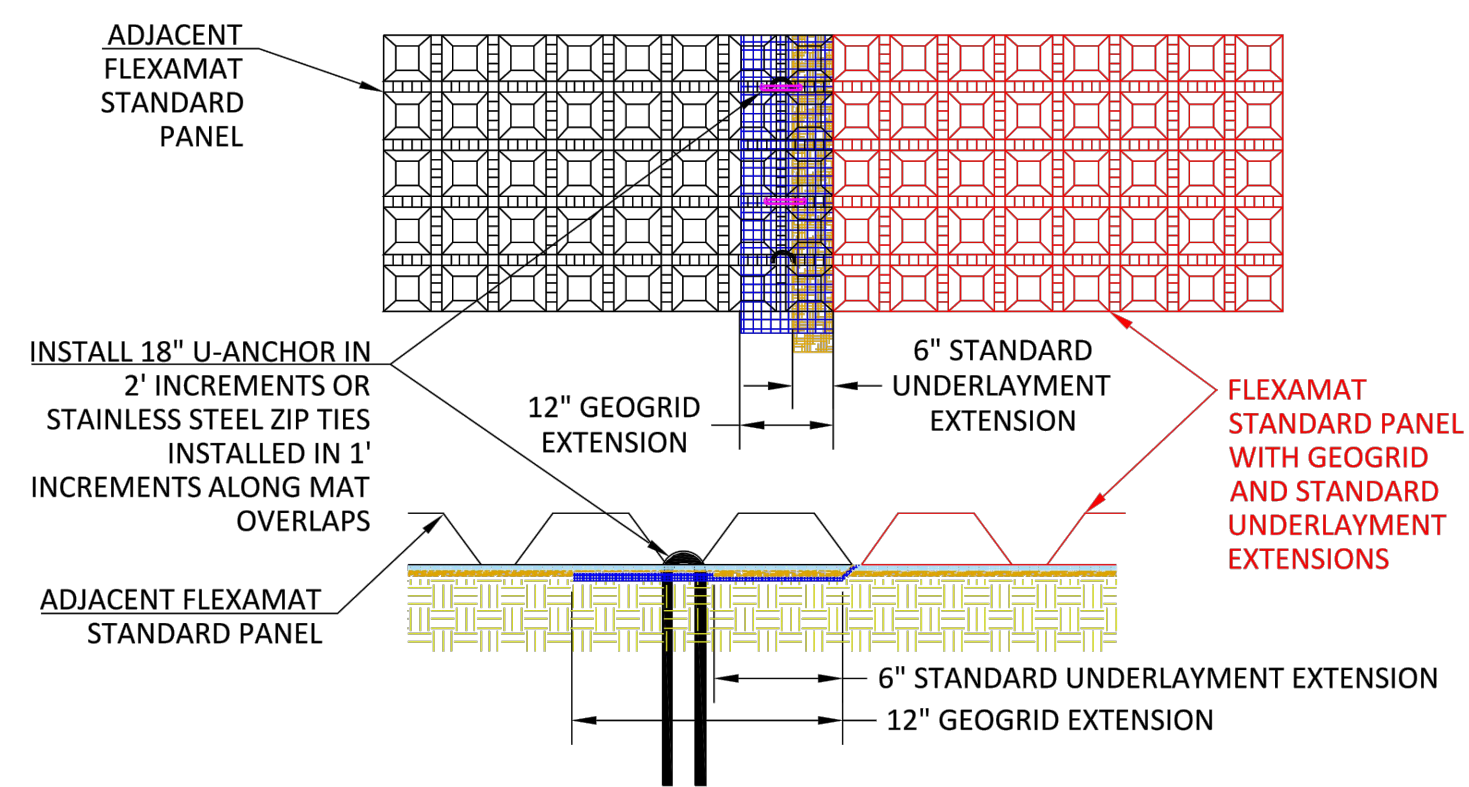 ADJACENT
FLEXAMAT
STANDARD
PANEL
INSTALL 18" U-ANCHOR IN
2' INCREMENTS OR
STAINLESS STEEL ZIP TIES
INSTALLED IN 1'
INCREMENTS ALONG MAT
OVERLAPS
12" GEOGRID
EXTENSION
6" STANDARD
UNDERLAYMENT
EXTENSION
FLEXAMAT
STANDARD PANEL
WITH GEOGRID
AND STANDARD
UNDERLAYMENT
EXTENSIONS
ADJACENT FLEXAMAT
STANDARD PANEL
6" STANDARD UNDERLAYMENT EXTENSION
12" GEOGRID EXTENSION